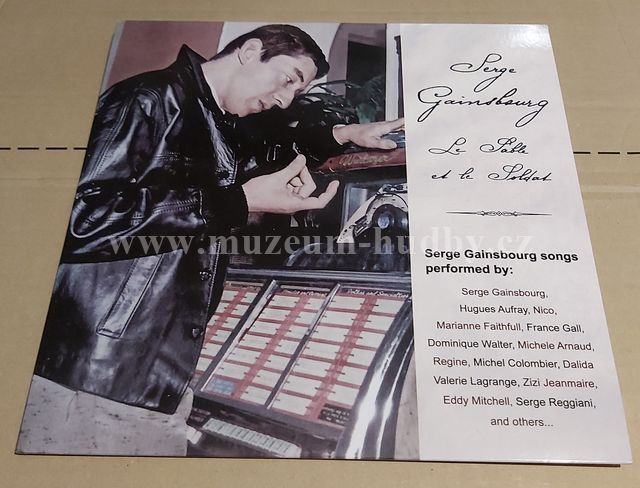 Serge
Gainsbourg
Le Sable
et le Soldat
Serge Gainsbourg songs
performed by:
Serge Gainsbourg,
Hugues Aufray, Nico,
Marianne Faithfull, France Gall,
Dominique Walter, Michele Arnaud,
Regine, Michel Colombier, Dalida
Valerie Lagrange, Zizi Jeanmaire,
Eddy Mitchell, Serge Reggiani,
and others...
Wurlitzer
www.muzeum-hudby.cz